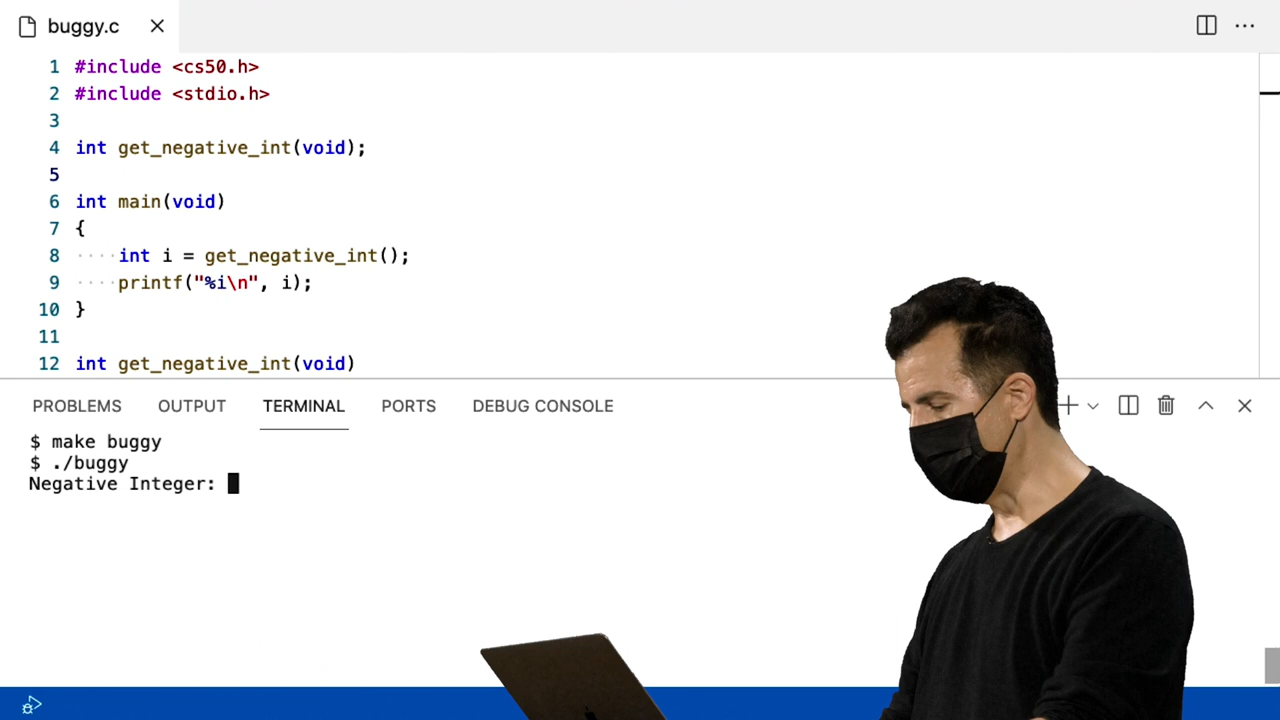 buggy.c
1 #include <cs50.h>
2 #include <stdio.h>
3
4 int get_negative_int(void);
5
6 int main(void)
7 {
8 ····int i = get_negative_int();
9 ····printf("%i\n", i);
10 }
11
12 int get_negative_int(void)
PROBLEMS OUTPUT TERMINAL PORTS DEBUG CONSOLE
$ make buggy
$ ./buggy
Negative Integer: